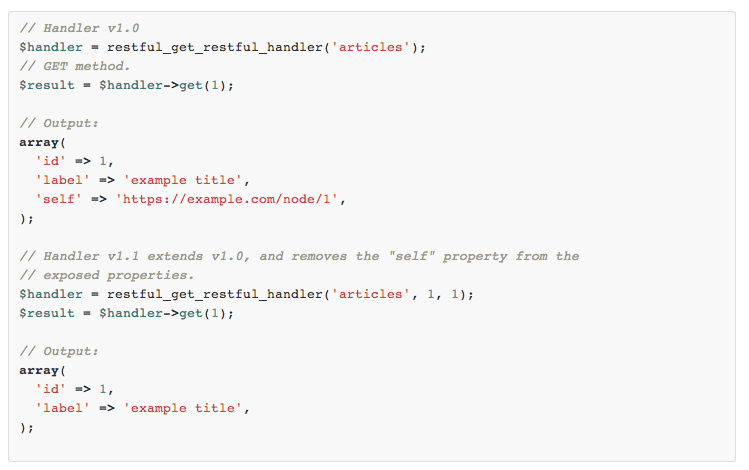 // Handler v1.0
$handler = restful_get_restful_handler('articles');
// GET method.
$result = $handler->get(1);
// Output:
array(
'id' => 1,
'label' => 'example title',
'self' => 'https://example.com/node/1',
);
// Handler v1.1 extends v1.0, and removes the "self" property from the
// exposed properties.
$handler = restful_get_restful_handler('articles', 1, 1);
$result = $handler->get(1);
// Output:
array(
'id' => 1,
'label' => 'example title',
);